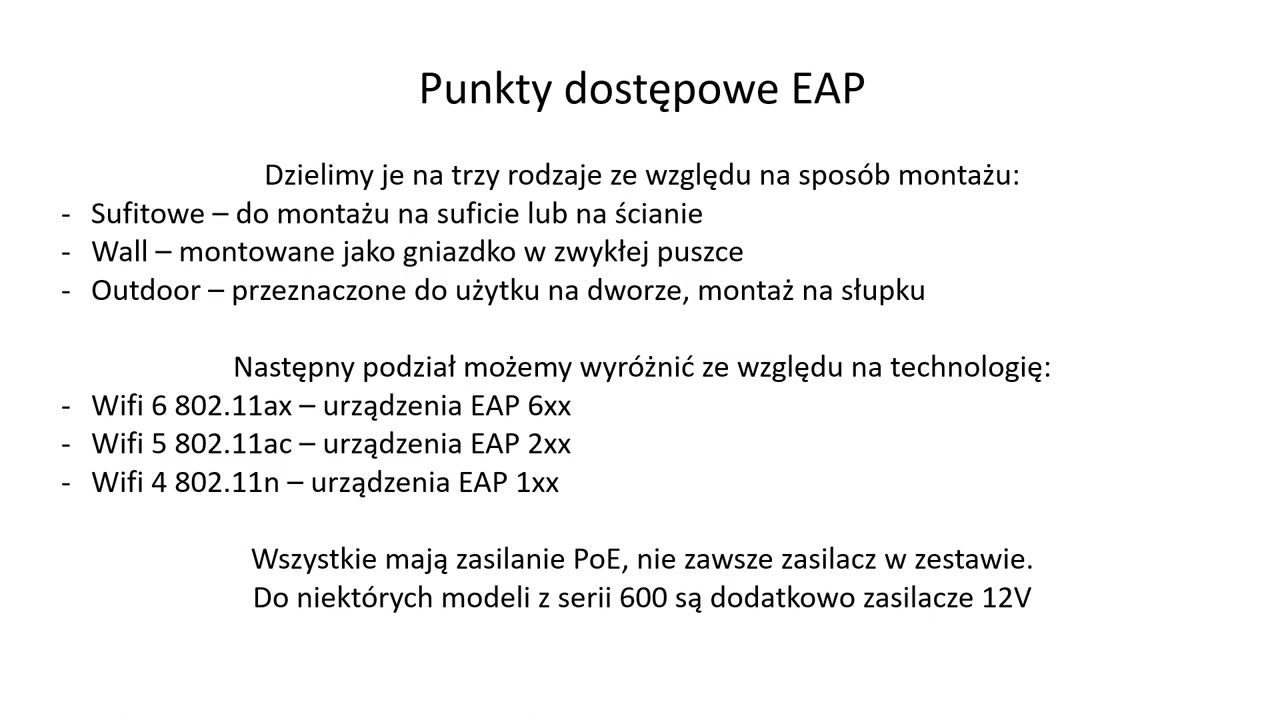 Punkty dostępowe EAP
Dzielimy je na trzy rodzaje ze względu na sposób montażu:
- Sufitowe – do montażu na suficie lub na ścianie
- Wall – montowane jako gniazdko w zwykłej puszce
- Outdoor – przeznaczone do użytku na dworze, montaż na słupku
Następny podział możemy wyróżnić ze względu na technologię:
- Wifi 6 802.11ax – urządzenia EAP 6xx
- Wifi 5 802.11ac – urządzenia EAP 2xx
- Wifi 4 802.11n – urządzenia EAP 1xx
Wszystkie mają zasilanie PoE, nie zawsze zasilacz w zestawie.
Do niektórych modeli z serii 600 są dodatkowo zasilacze 12V